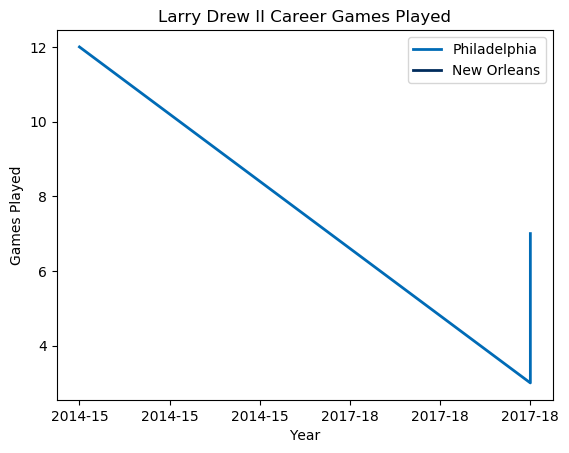 Larry Drew II Career Games Played
Philadelphia
New Orleans
12
10
8
6
4
Games Played
2014-15 2014-15 2014-15 2017-18 2017-18 2017-18
Year